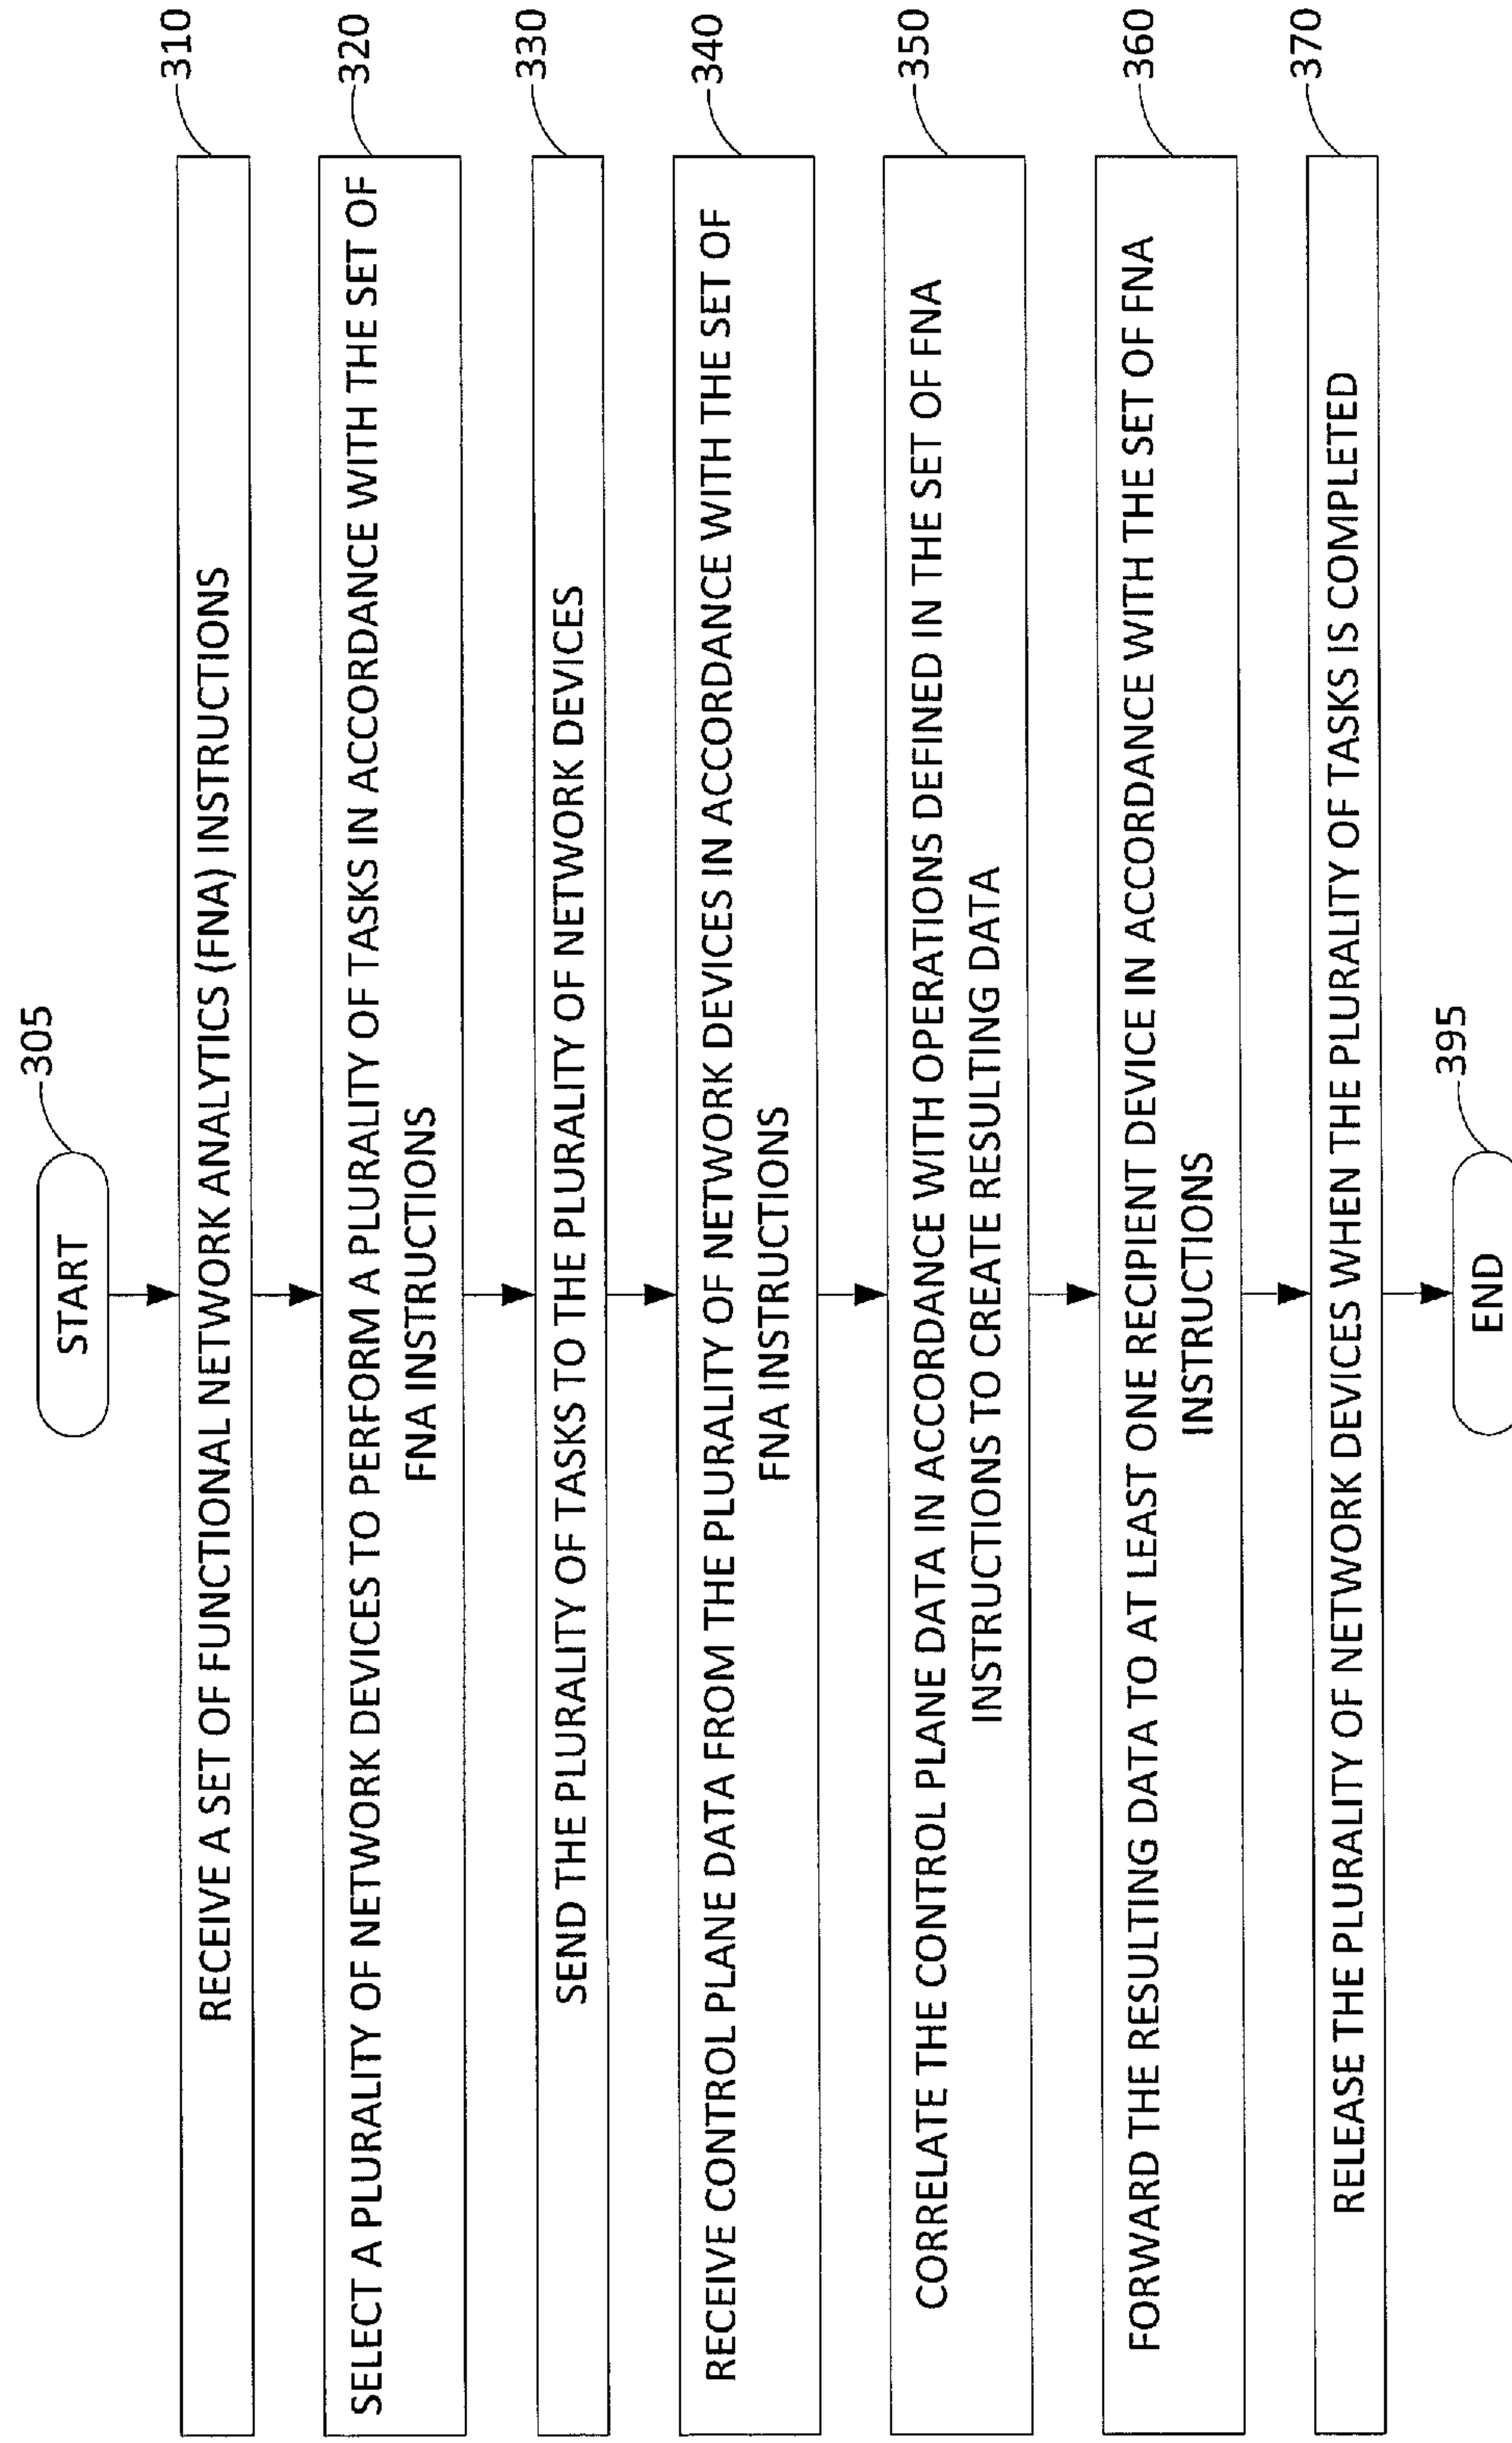 305
START
310
RECEIVE A SET OF FUNCTIONAL NETWORK ANALYTICS (FNA) INSTRUCTIONS
320
SELECT A PLURALITY OF NETWORK DEVICES TO PERFORM A PLURALITY OF TASKS IN ACCORDANCE WITH THE SET OF
FNA INSTRUCTIONS
330
SEND THE PLURALITY OF TASKS TO THE PLURALITY OF NETWORK DEVICES
340
RECEIVE CONTROL PLANE DATA FROM THE PLURALITY OF NETWORK DEVICES IN ACCORDANCE WITH THE SET OF
FNA INSTRUCTIONS
350
CORRELATE THE CONTROL PLANE DATA IN ACCORDANCE WITH OPERATIONS DEFINED IN THE SET OF FNA
INSTRUCTIONS TO CREATE RESULTING DATA
360
FORWARD THE RESULTING DATA TO AT LEAST ONE RECIPIENT DEVICE IN ACCORDANCE WITH THE SET OF FNA
INSTRUCTIONS
370
RELEASE THE PLURALITY OF NETWORK DEVICES WHEN THE PLURALITY OF TASKS IS COMPLETED
395
END